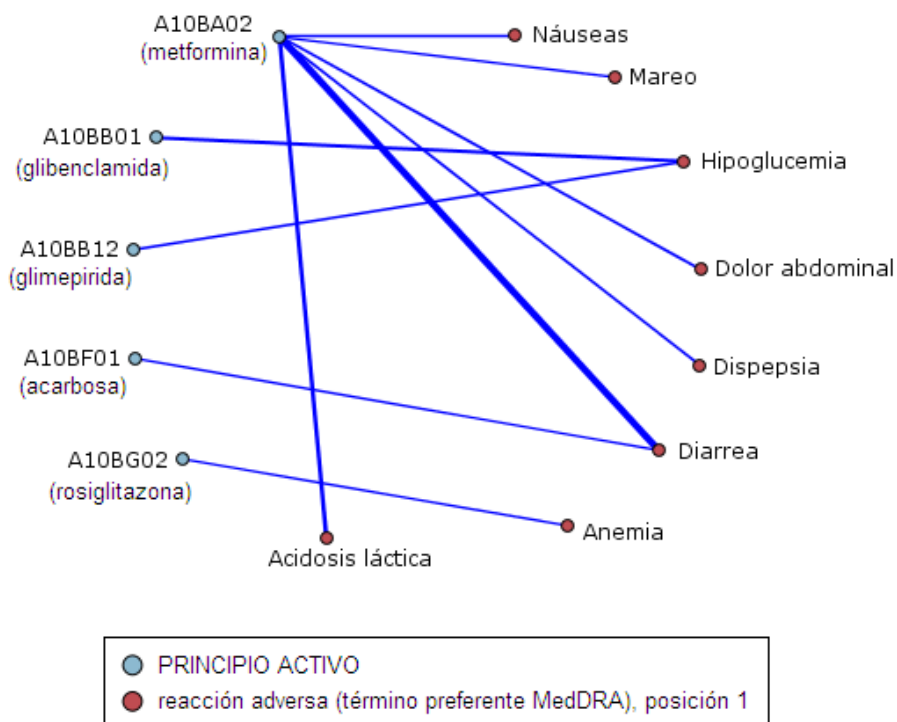 A10BA02
(metformina)
Náuseas
Mareo
A10BB01
(glibenclamida)
Hipoglucemia
A10BB12
(glimepirida)
Dolor abdominal
A10BF01
(acarbosa)
Dispepsia
A10BG02
(rosiglitazona)
Diarrea
Anemia
Acidosis láctica
PRINCIPIO ACTIVO
reacción adversa (término preferente MedDRA), posición 1